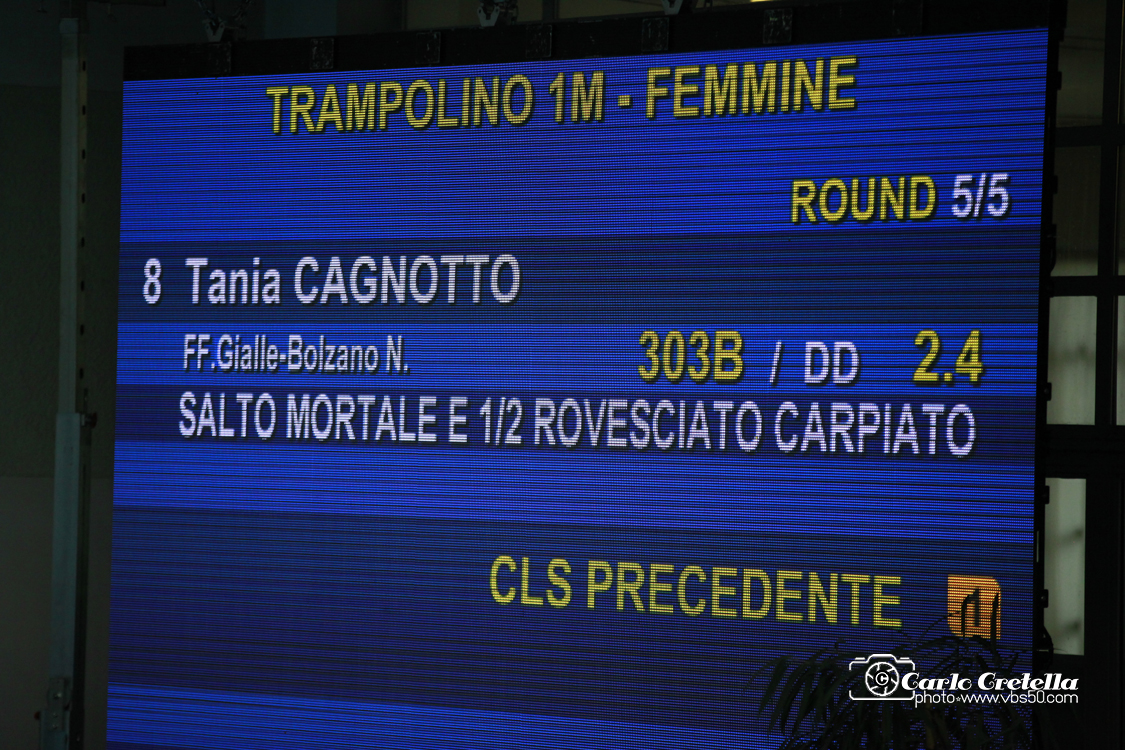 TRAMPOLINO 1M - FEMMINE
ROUND 5/5
8 Tania CAGNOTTO
FF.Gialle-Bolzano N. 303B / DD 2.4
SALTO MORTALE E 1/2 ROVESCIATO CARPIATO
CLS PRECEDENTE 1
Carlo Cretella
photo-www.vbs50.com